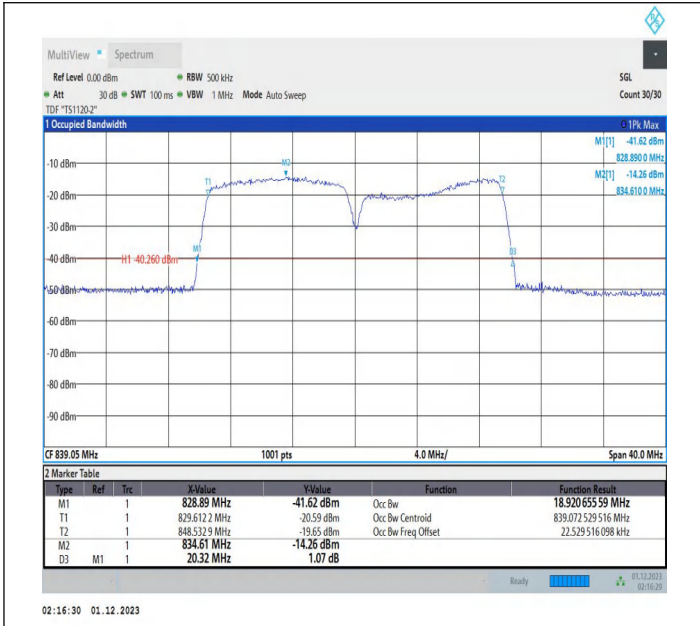 MultiView Spectrum
Ref Level 0.00 dBm RBW 500 kHz SGL
Att 30 dB SWT 100 ms VBW 1 MHz Mode Auto Sweep Count 30/30
TDF "TS1120-2"
1 Occupied Bandwidth 1Pk Max
M1[1] -41.62 dBm
828.890 0 MHz
M2[1] -14.26 dBm
834.610 0 MHz
-10 dBm
M2
T1 T2
-20 dBm
-30 dBm
M1 D3
-40 dBm H1 -40.260 dBm
-50 dBm
-60 dBm
-70 dBm
-80 dBm
-90 dBm
CF 839.05 MHz 1001 pts 4.0 MHz/ Span 40.0 MHz
2 Marker Table
Type Ref Trc X-Value Y-Value Function Function Result
M1 1 828.89 MHz -41.62 dBm Occ Bw 18.920 655 59 MHz
T1 1 829.612 2 MHz -20.59 dBm Occ Bw Centroid 839.072 529 516 MHz
T2 1 848.532 9 MHz -19.65 dBm Occ Bw Freq Offset 22.529 516 098 kHz
M2 1 834.61 MHz -14.26 dBm
D3 M1 1 20.32 MHz 1.07 dB
Ready 01.12.2023
02:16:29
02:16:30 01.12.2023